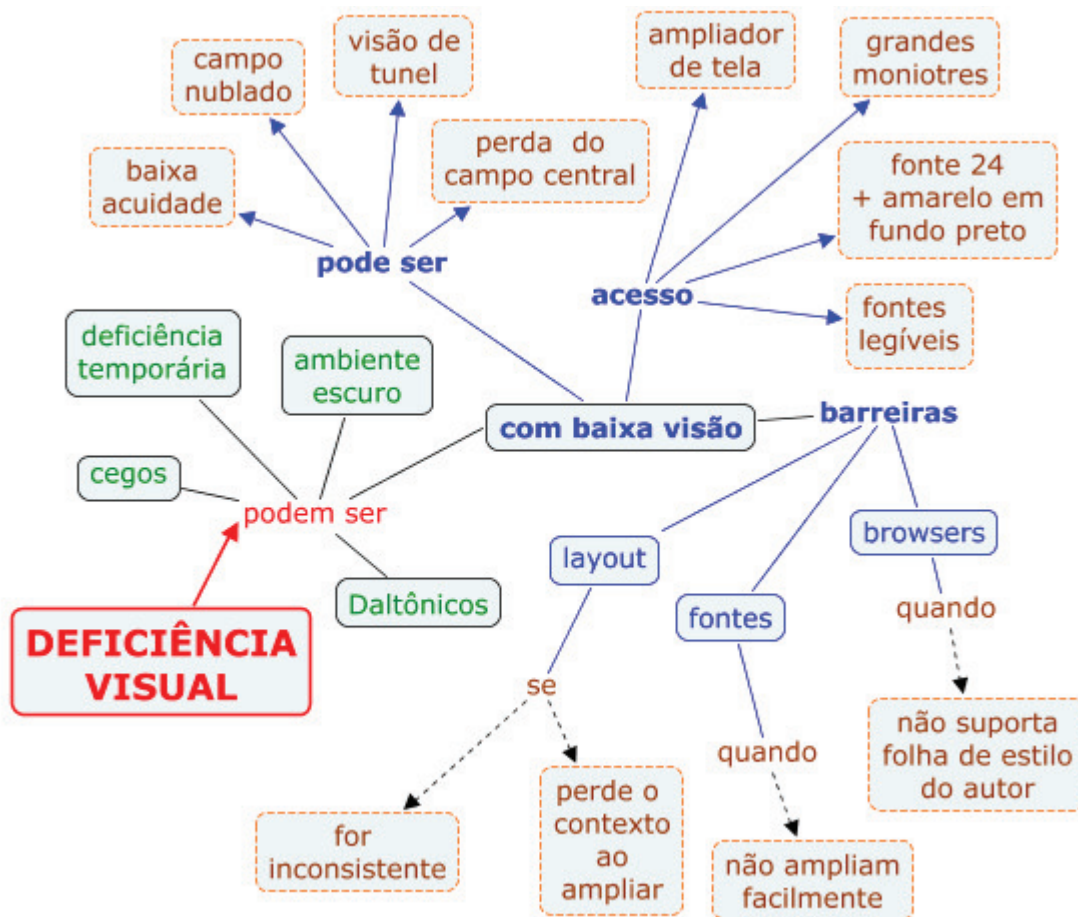 campo
nublado
visão de
tunel
ampliador
de tela
grandes
moniotres
baixa
acuidade
perda do
campo central
fonte 24
+ amarelo em
fundo preto
pode ser
acesso
fontes
legíveis
deficiência
temporária
ambiente
escuro
com baixa visão
barreiras
cegos
podem ser
layout
browsers
Daltônicos
fontes
quando
DEFICIÊNCIA
VISUAL
se
quando
não suporta
folha de estilo
do autor
for
inconsistente
perde o
contexto
ao
ampliar
não ampliam
facilmente